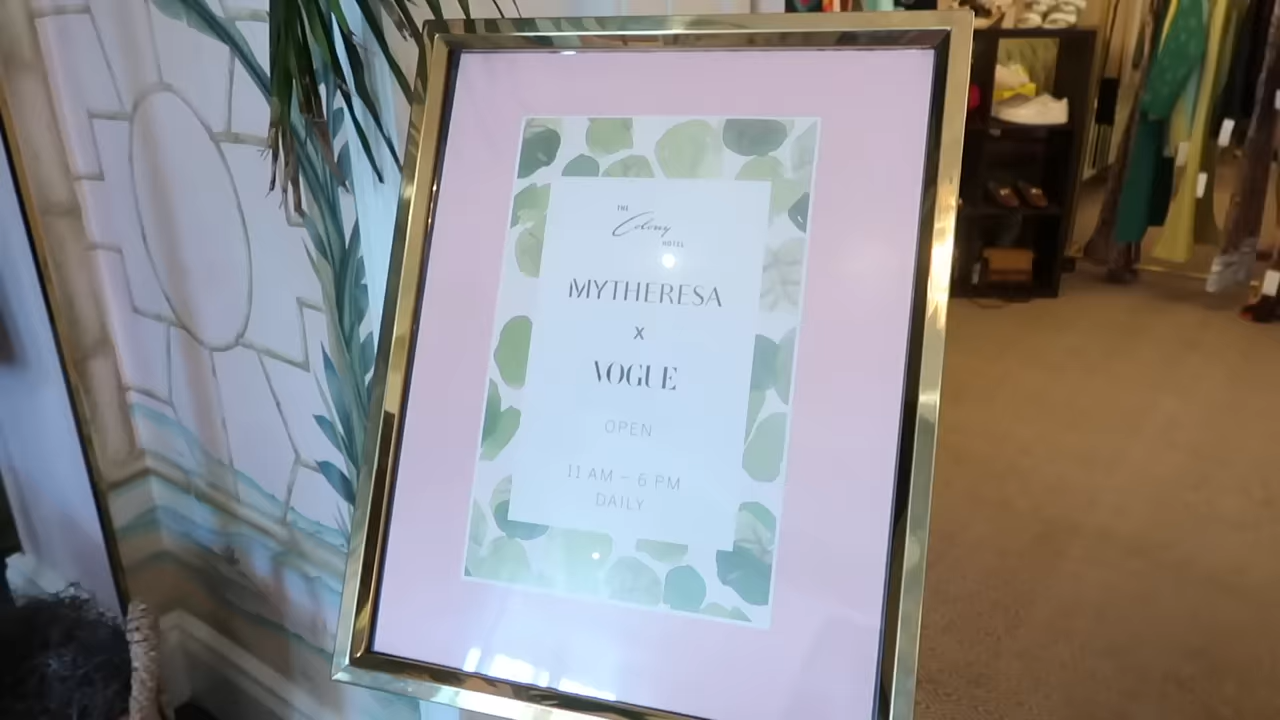 THE
Colony
HOTEL
MYTHERESA
X
VOGUE
OPEN
11 AM – 6 PM
DAILY